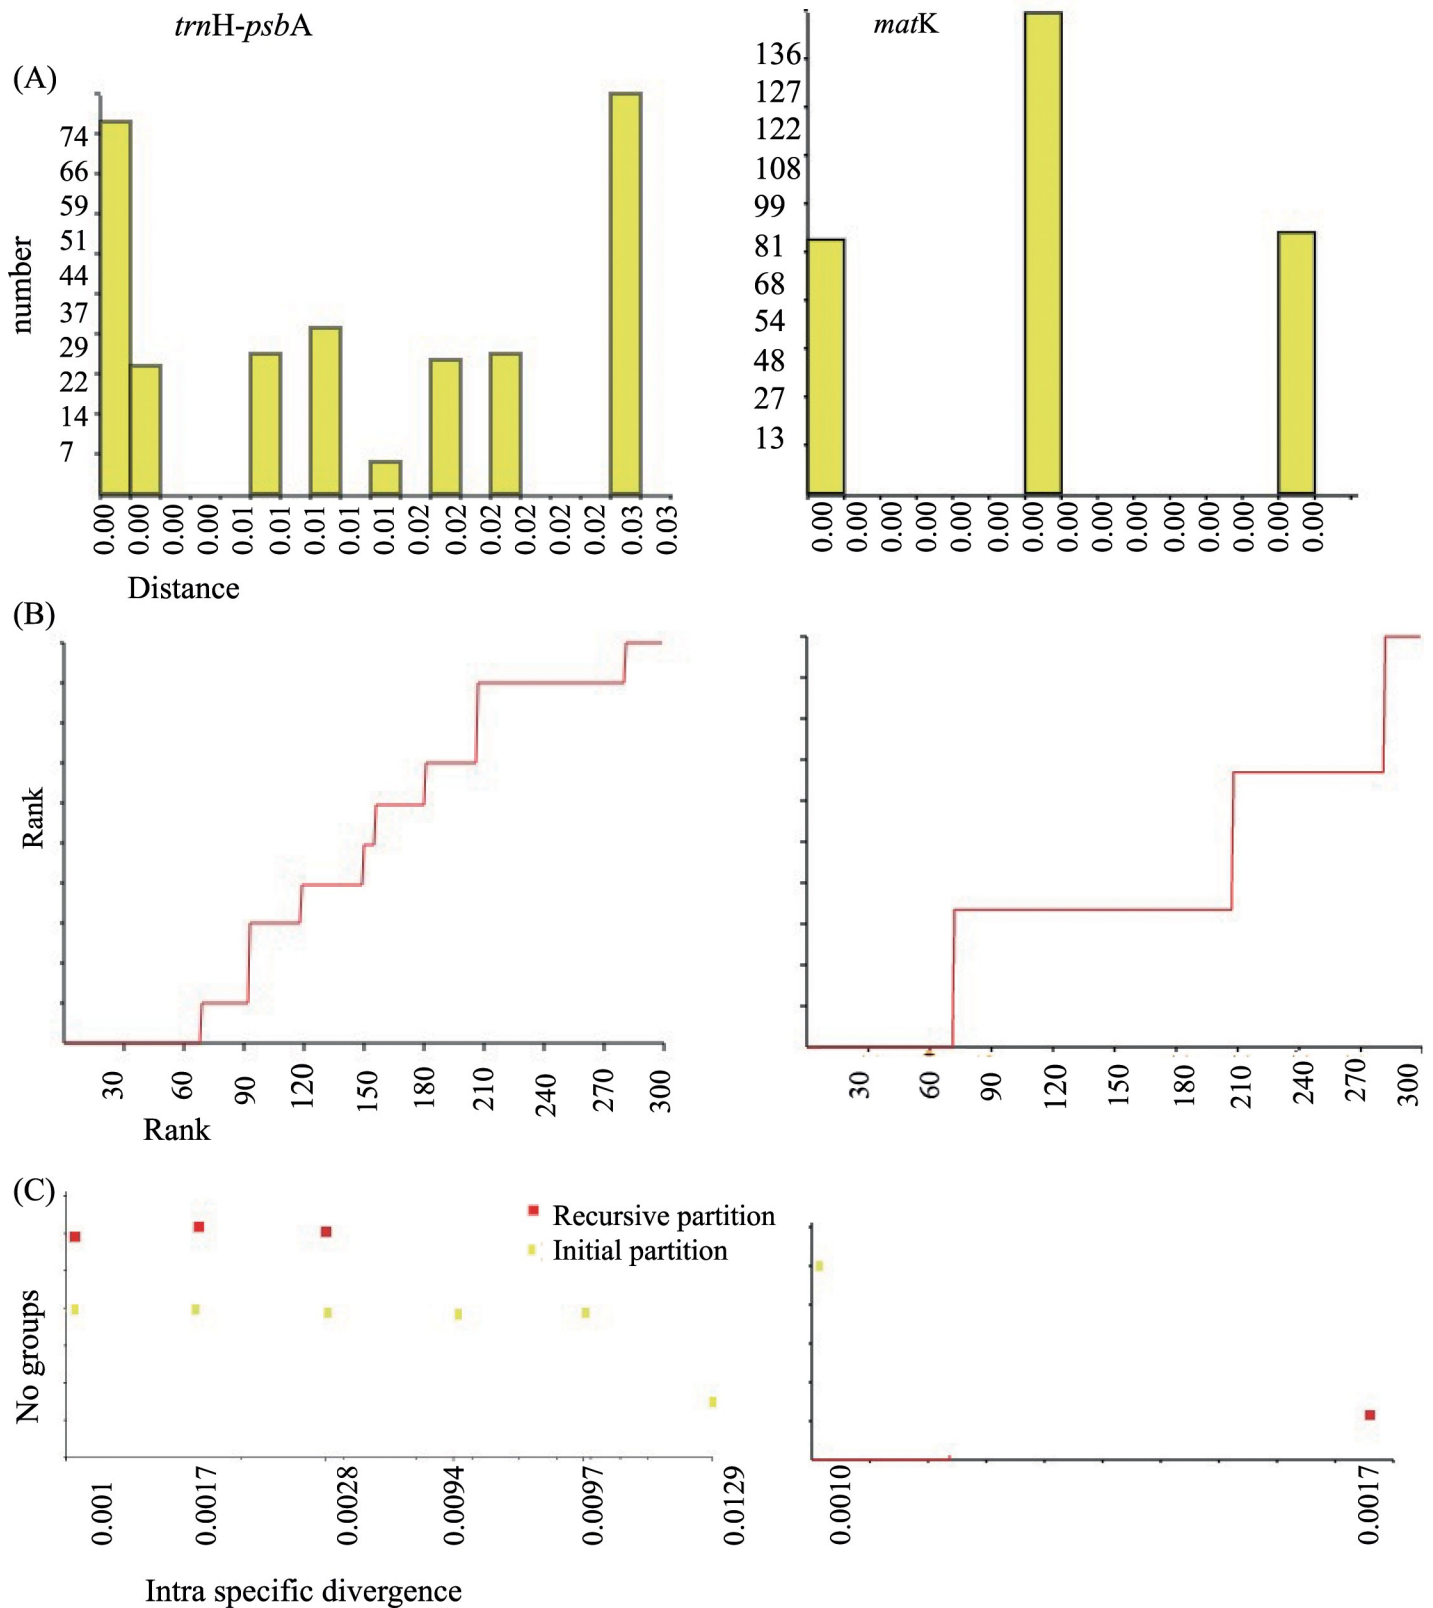 trnH-psbA
matK
(A)
number
74
66
59
51
44
37
29
22
14
7
0.00 0.00 0.00 0.00 0.01 0.01 0.01 0.01 0.01 0.02 0.02 0.02 0.02 0.02 0.02 0.03 0.03
Distance
136
127
122
108
99
81
68
54
48
27
13
0.00 0.00 0.00 0.00 0.00 0.00 0.00 0.00 0.00 0.00 0.00 0.00 0.00 0.00 0.00
(B)
Rank
30 60 90 120 150 180 210 240 270 300
Rank
30 60 90 120 150 180 210 240 270 300
(C)
No groups
Recursive partition
Initial partition
0.001 0.0017 0.0028 0.0094 0.0097 0.0129
Intra specific divergence
0.0010 0.0017